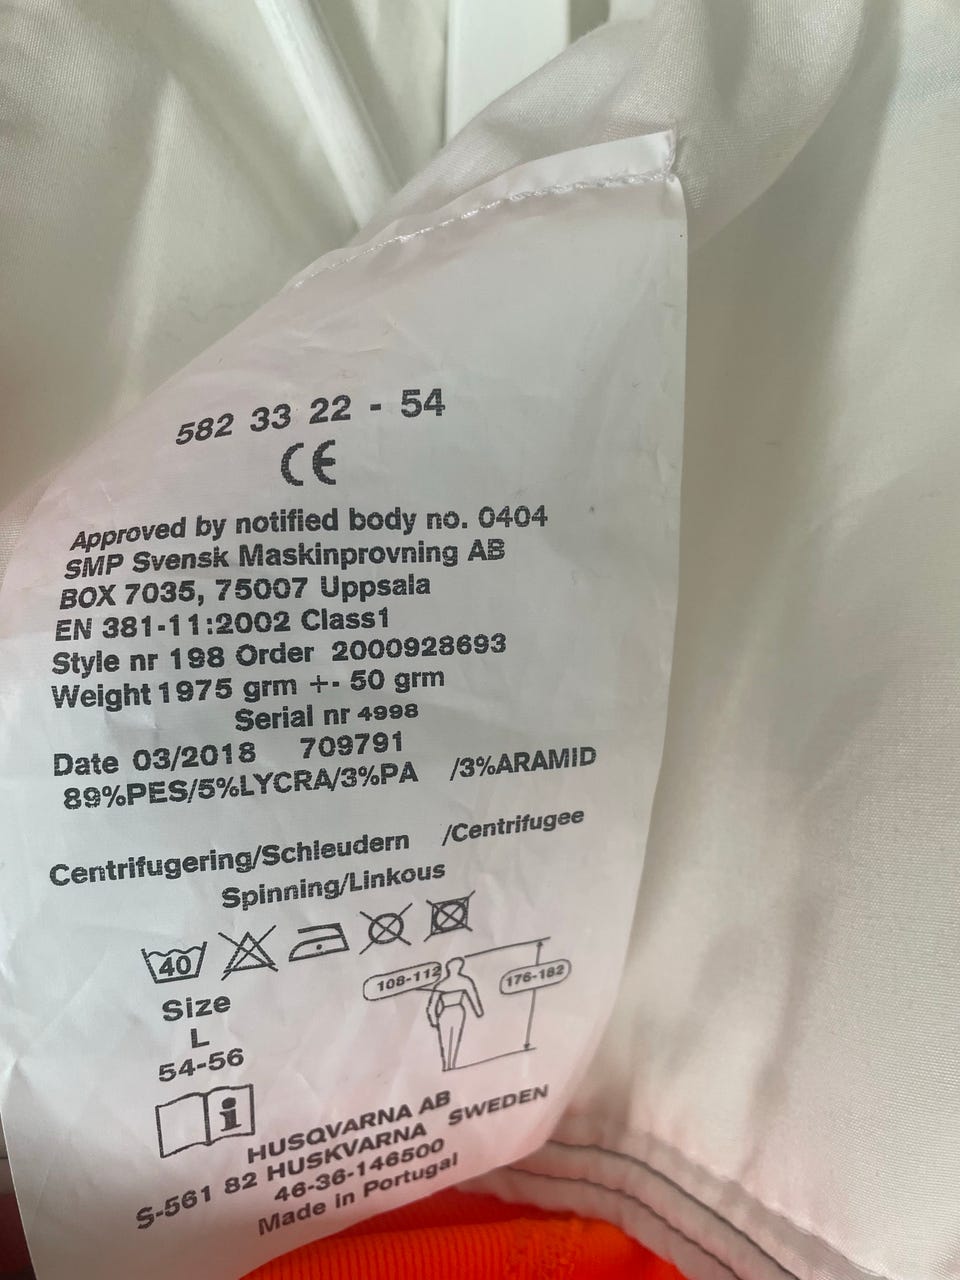 582 33 22 - 54
CE
Approved by notified body no. 0404
SMP Svensk Maskinprovning AB
BOX 7035, 75007 Uppsala
EN 381-11:2002 Class1
Style nr 198 Order 2000928693
Weight 1975 grm +- 50 grm
Serial nr 4998
Date 03/2018 709791
89%PES/5%LYCRA/3%PA /3%ARAMID
Centrifugering/Schleudern /Centrifugee
Spinning/Linkous
40
108-112 176-182
Size
L
54-56
i
HUSQVARNA AB
S-561 82 HUSKVARNA SWEDEN
46-36-146500
Made in Portugal